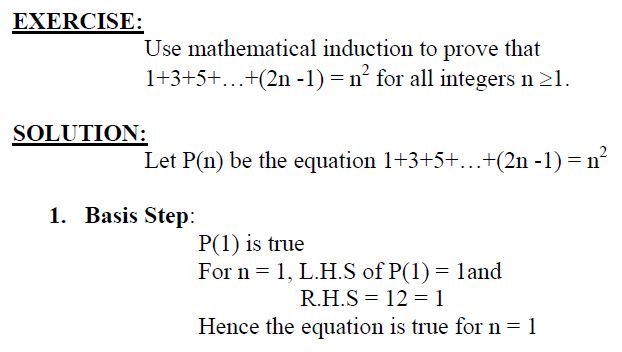 EXERCISE:
Use mathematical induction to prove that
1+3+5+…+(2n -1) = n² for all integers n ≥1.
SOLUTION:
Let P(n) be the equation 1+3+5+…+(2n -1) = n²
1. Basis Step:
P(1) is true
For n = 1, L.H.S of P(1) = 1and
R.H.S = 12 = 1
Hence the equation is true for n = 1